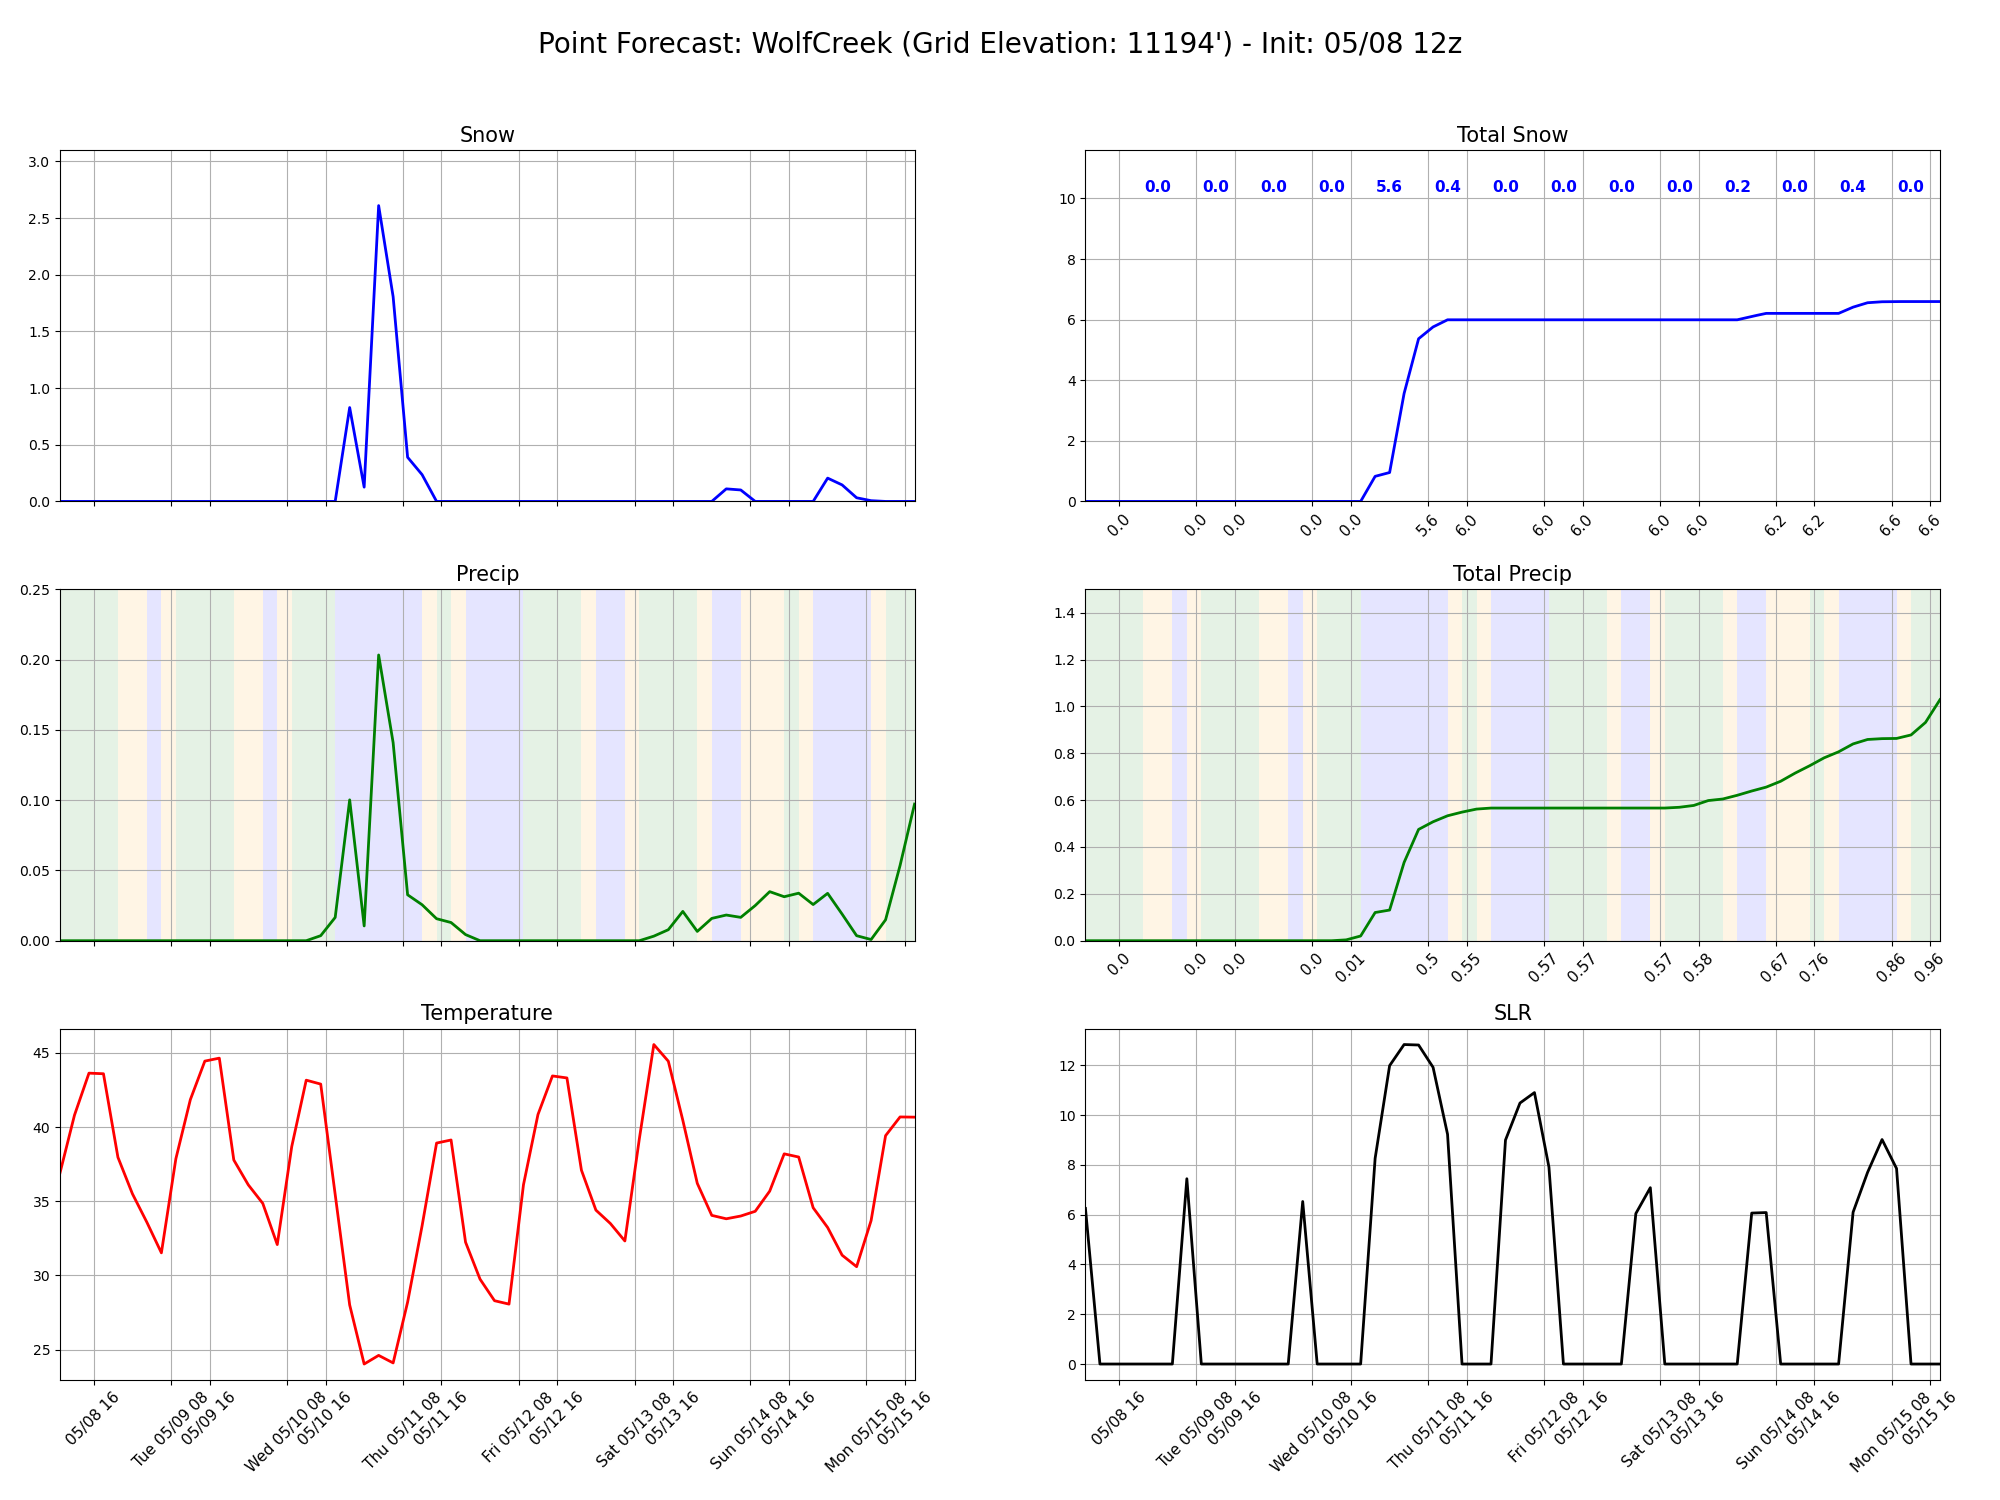 Point Forecast: WolfCreek (Grid Elevation: 11194') - Init: 05/08 12z
Snow
3.0
2.5
2.0
1.5
1.0
0.5
0.0
Total Snow
0.0 0.0 0.0 0.0 5.6 0.4 0.0 0.0 0.0 0.0 0.2 0.0 0.4 0.0
10
8
6
4
2
0
0.0 0.0 0.0 0.0 0.0 5.6 6.0 6.0 6.0 6.0 6.0 6.2 6.2 6.6 6.6
Precip
0.25
0.20
0.15
0.10
0.05
0.00
Total Precip
1.4
1.2
1.0
0.8
0.6
0.4
0.2
0.0
0.0 0.0 0.0 0.0 0.01 0.5 0.55 0.57 0.57 0.57 0.58 0.67 0.76 0.86 0.96
Temperature
45
40
35
30
25
05/08 16
Tue 05/09 08
05/09 16
Wed 05/10 08
05/10 16
Thu 05/11 08
05/11 16
Fri 05/12 08
05/12 16
Sat 05/13 08
05/13 16
Sun 05/14 08
05/14 16
Mon 05/15 08
05/15 16
SLR
12
10
8
6
4
2
0
05/08 16
Tue 05/09 08
05/09 16
Wed 05/10 08
05/10 16
Thu 05/11 08
05/11 16
Fri 05/12 08
05/12 16
Sat 05/13 08
05/13 16
Sun 05/14 08
05/14 16
Mon 05/15 08
05/15 16